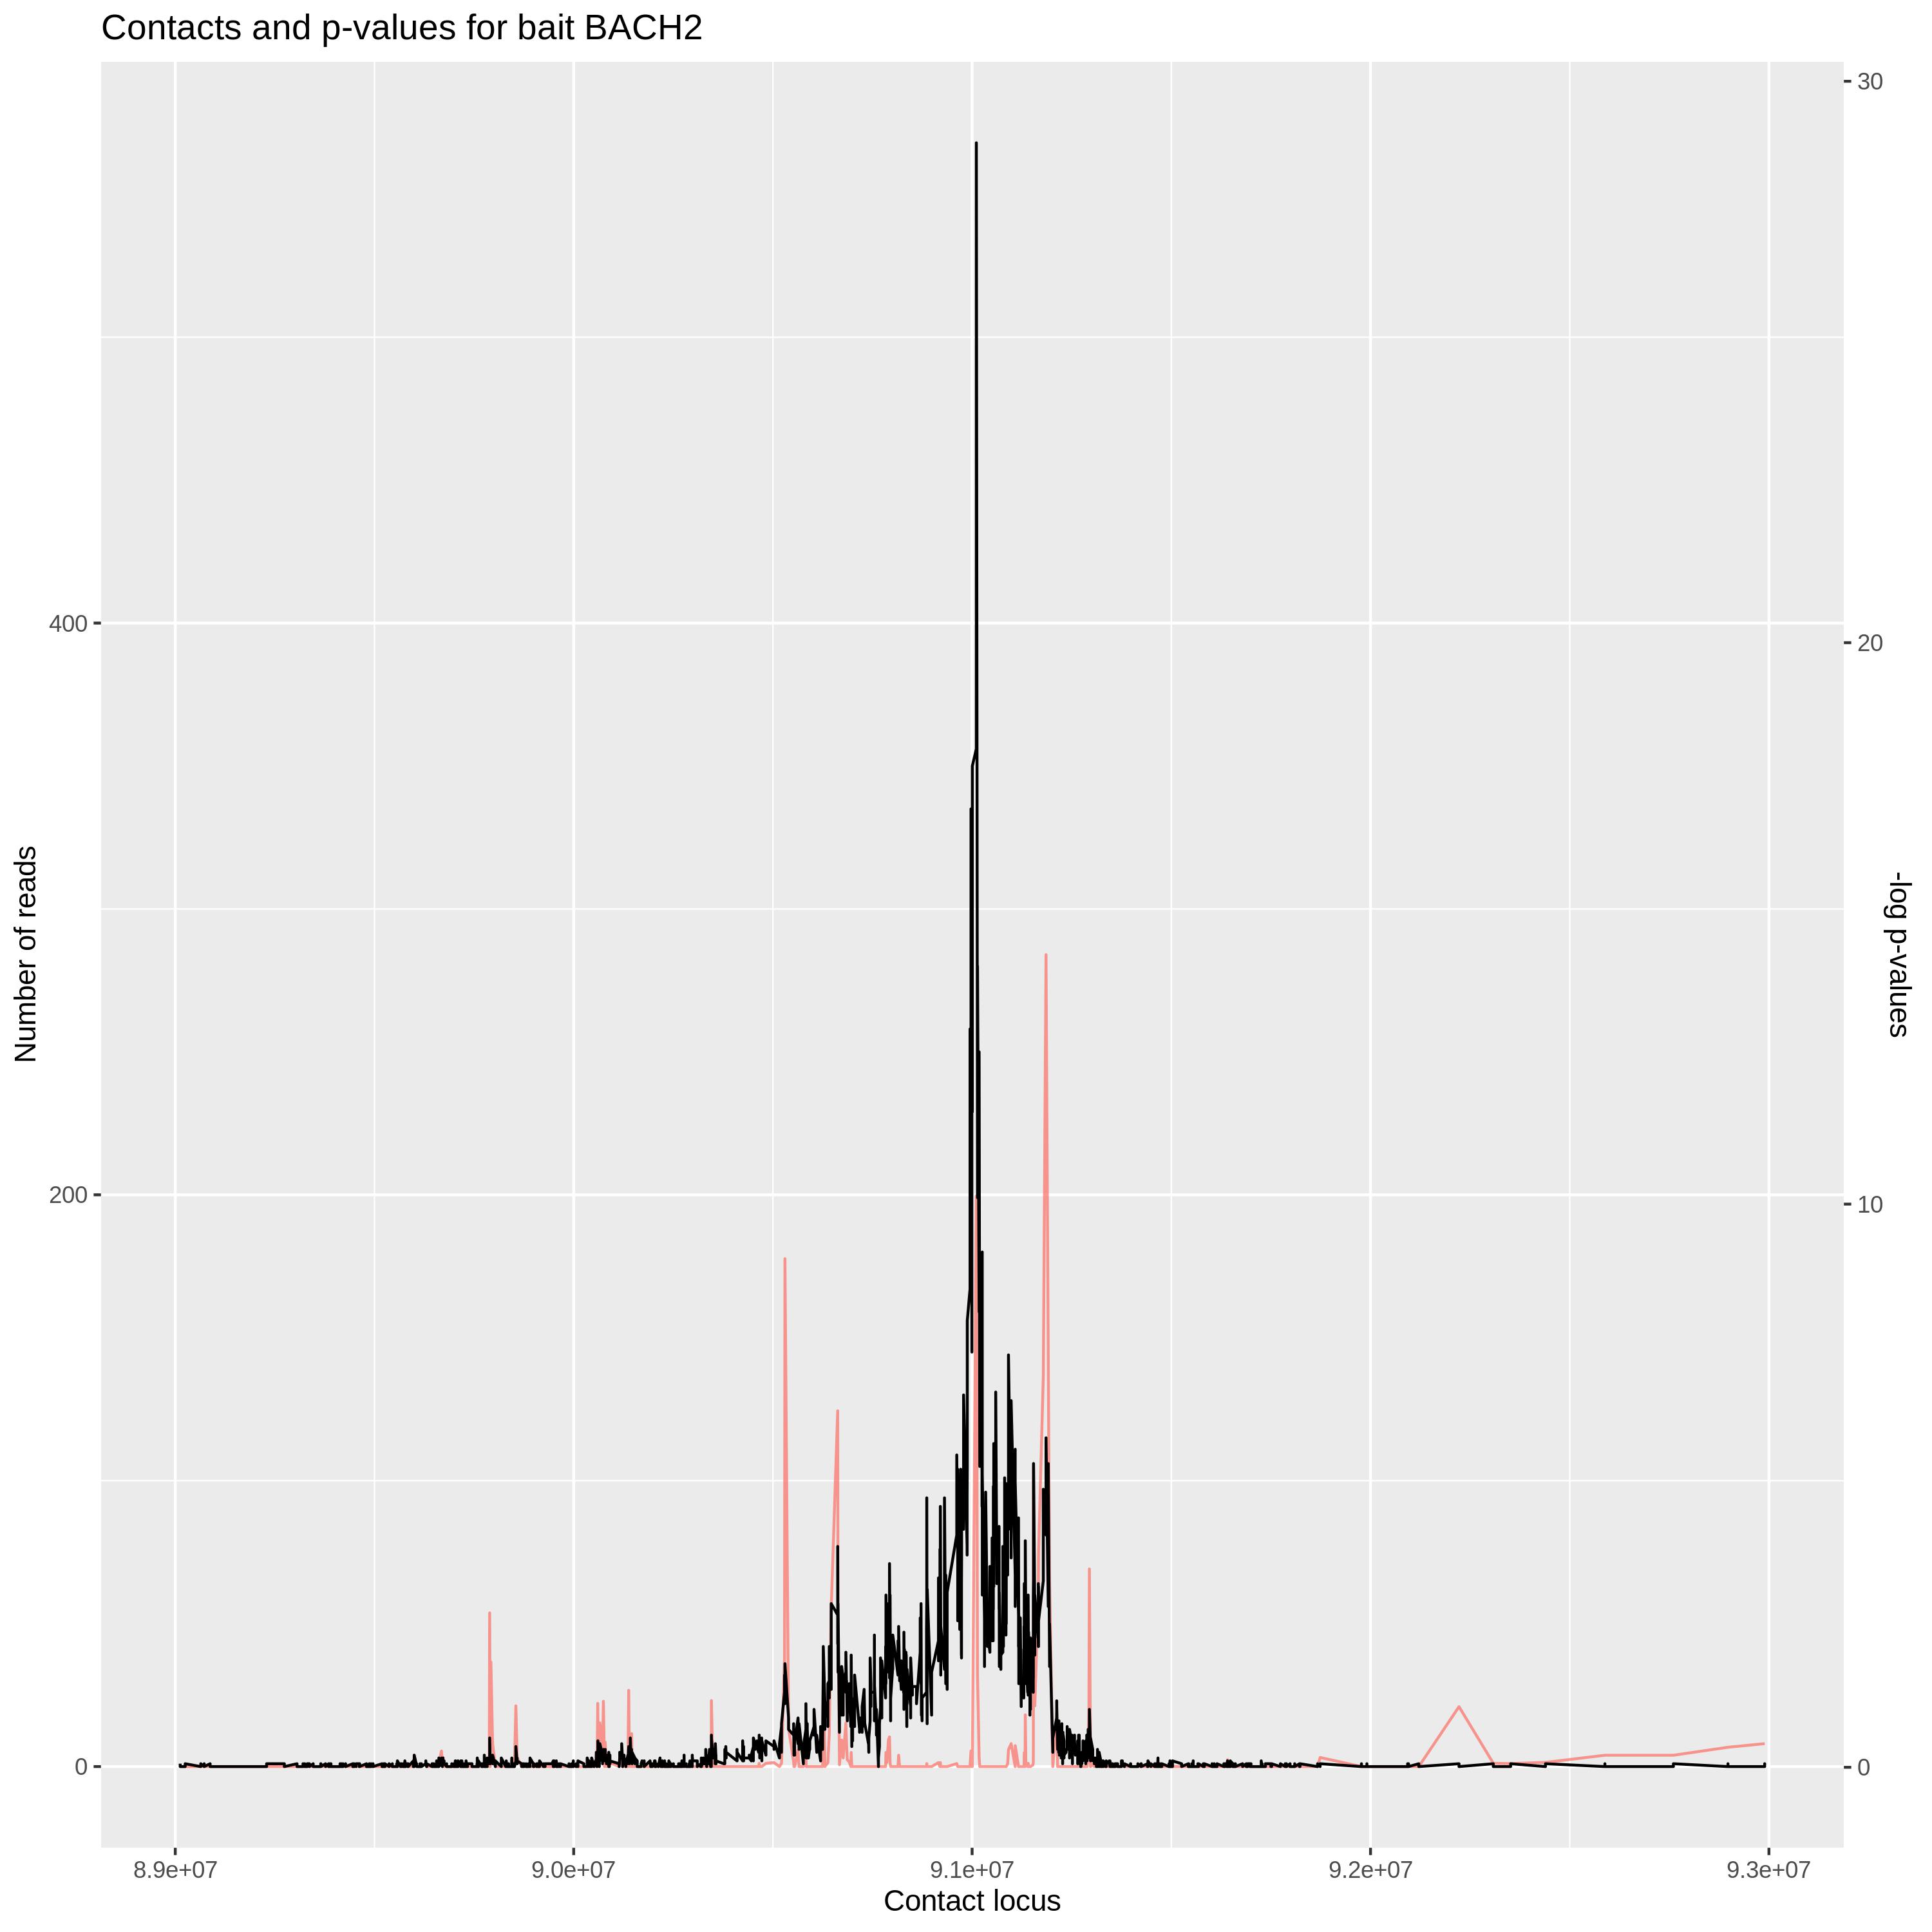 Contacts and p-values for bait BACH2
30
400
20
Number of reads
-log p-values
200
10
0
0
8.9e+07
9.0e+07
9.1e+07
9.2e+07
9.3e+07
Contact locus